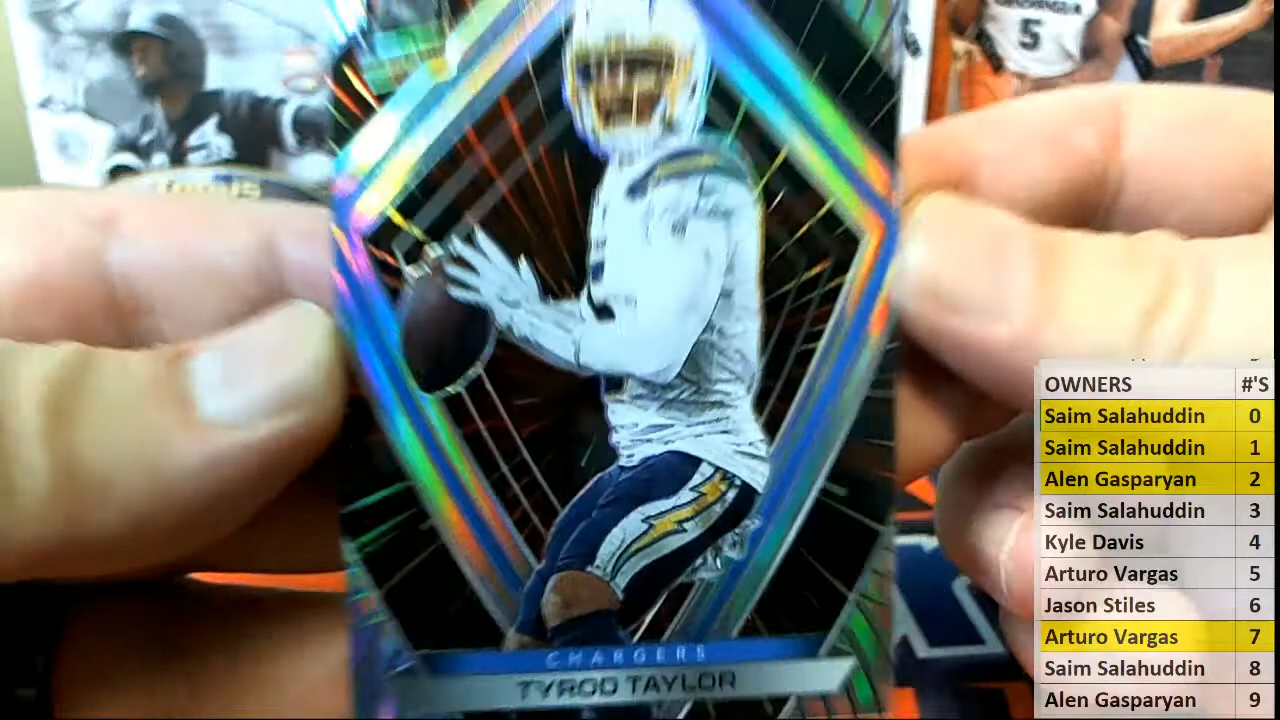 5
CHARGERS
TYROD TAYLOR
OWNERS #'S
Saim Salahuddin 0
Saim Salahuddin 1
Alen Gasparyan 2
Saim Salahuddin 3
Kyle Davis 4
Arturo Vargas 5
Jason Stiles 6
Arturo Vargas 7
Saim Salahuddin 8
Alen Gasparyan 9